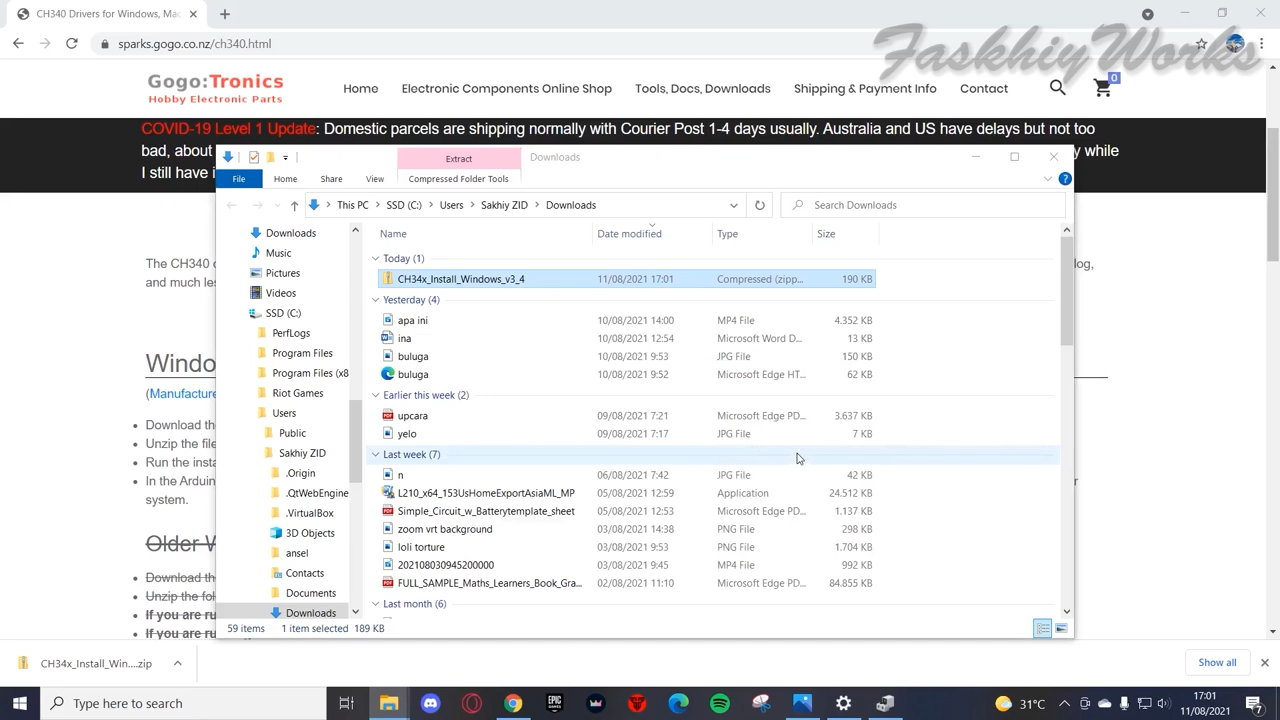 CH340 Drivers for Windows, Mac
sparks.gogo.co.nz/ch340.html
FaskhiyWorks
Gogo:Tronics
Hobby Electronic Parts
Home
Electronic Components Online Shop
Tools, Docs, Downloads
Shipping & Payment Info
Contact
0
COVID-19 Level 1 Update: Domestic parcels are shipping normally with Courier Post 1-4 days usually. Australia and US have delays but not too
bad, about
y while
I still have i
Extract
Downloads
File
Home
Share
View
Compressed Folder Tools
This PC > SSD (C:) > Users > Sakhiy ZID > Downloads
Search Downloads
Downloads
Music
Pictures
Videos
SSD (C:)
PerfLogs
Program Files
Program Files (x8
Riot Games
Users
Public
Sakhiy ZID
.Origin
.QtWebEngine
.VirtualBox
3D Objects
ansel
Contacts
Documents
Downloads
Name Date modified Type Size
Today (1)
CH34x_Install_Windows_v3_4 11/08/2021 17:01 Compressed (zipp... 190 KB
Yesterday (4)
apa ini 10/08/2021 14:00 MP4 File 4.352 KB
ina 10/08/2021 12:54 Microsoft Word D... 13 KB
buluga 10/08/2021 9:53 JPG File 150 KB
buluga 10/08/2021 9:52 Microsoft Edge HT... 62 KB
Earlier this week (2)
upcara 09/08/2021 7:21 Microsoft Edge PD... 3.637 KB
yelo 09/08/2021 7:17 JPG File 7 KB
Last week (7)
n 06/08/2021 7:42 JPG File 42 KB
L210_x64_153UsHomeExportAsiaML_MP 05/08/2021 12:59 Application 24.512 KB
Simple_Circuit_w_Batterytemplate_sheet 05/08/2021 12:53 Microsoft Edge PD... 1.137 KB
zoom vrt background 03/08/2021 14:38 PNG File 298 KB
loli torture 03/08/2021 9:53 PNG File 1.704 KB
202108030945200000 03/08/2021 9:45 MP4 File 992 KB
FULL_SAMPLE_Maths_Learners_Book_Gra... 02/08/2021 11:10 Microsoft Edge PD... 84.855 KB
Last month (6)
59 items 1 item selected 189 KB
The CH340 c
log,
and much les
Windo
(Manufacture
Download th
Unzip the file
Run the insta
In the Arduin
r
system.
Older W
Download the
Unzip the fol
If you are ru
If you are ru
CH34x_Install_Win....zip
Show all
Type here to search
EPIC GAMES
31°C
17:01
11/08/2021